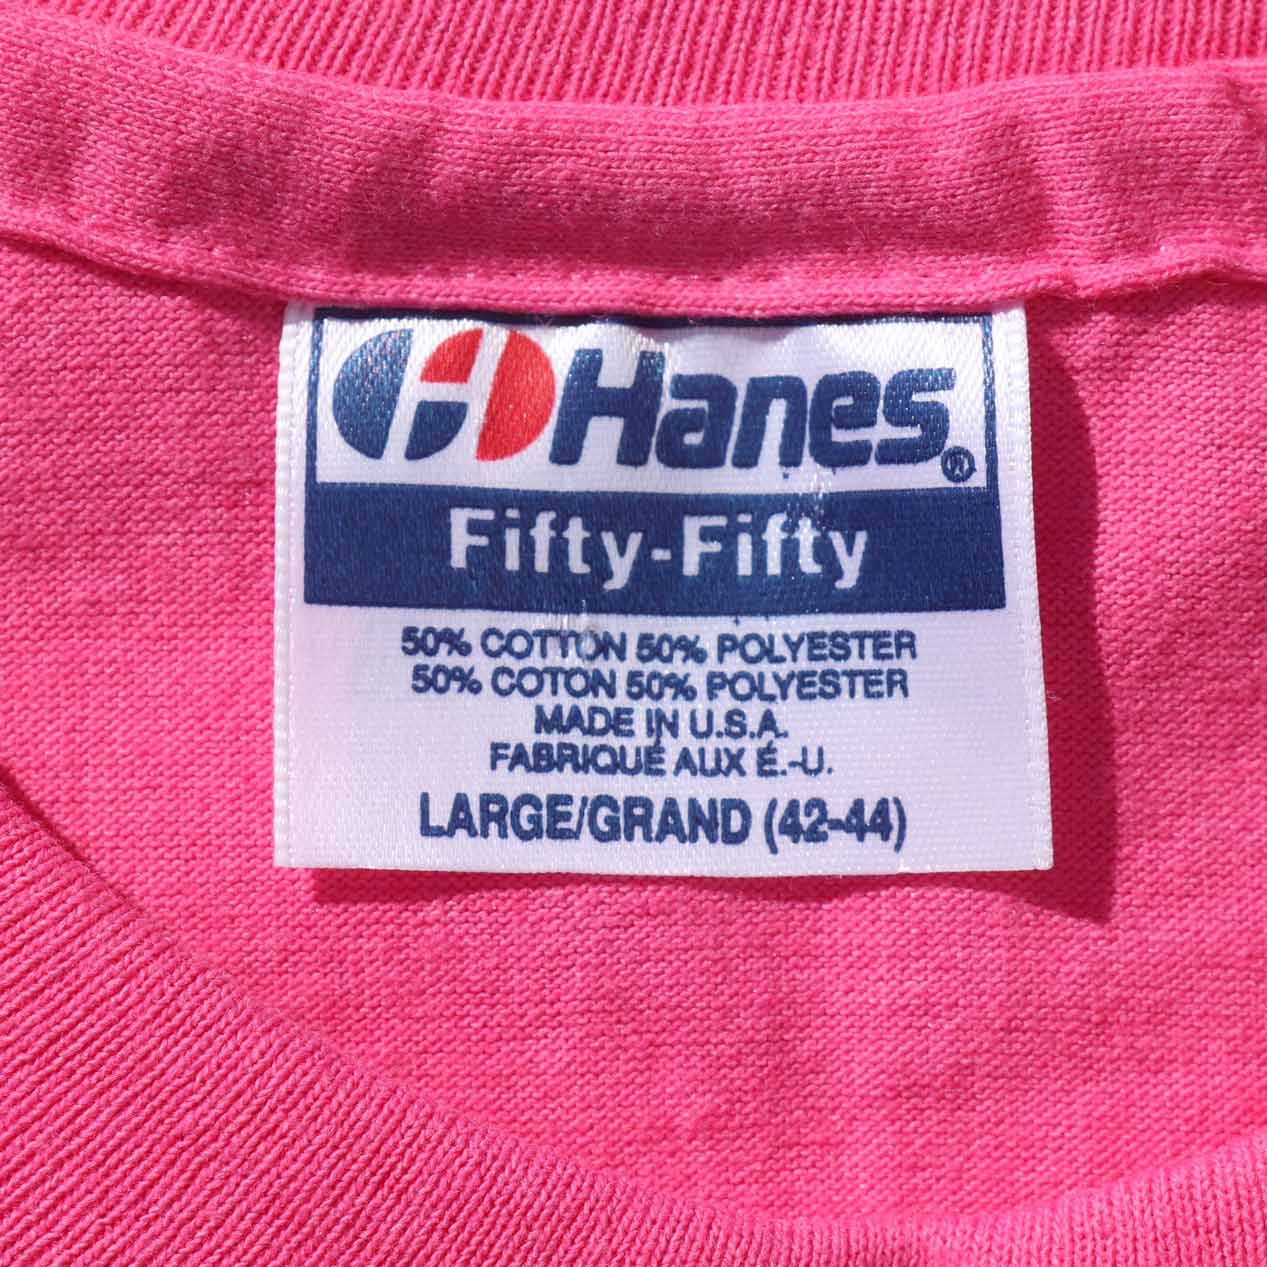 Hanes®
Fifty-Fifty
50% COTTON 50% POLYESTER
50% COTON 50% POLYESTER
MADE IN U.S.A.
FABRIQUÉ AUX É.-U.
LARGE/GRAND (42-44)